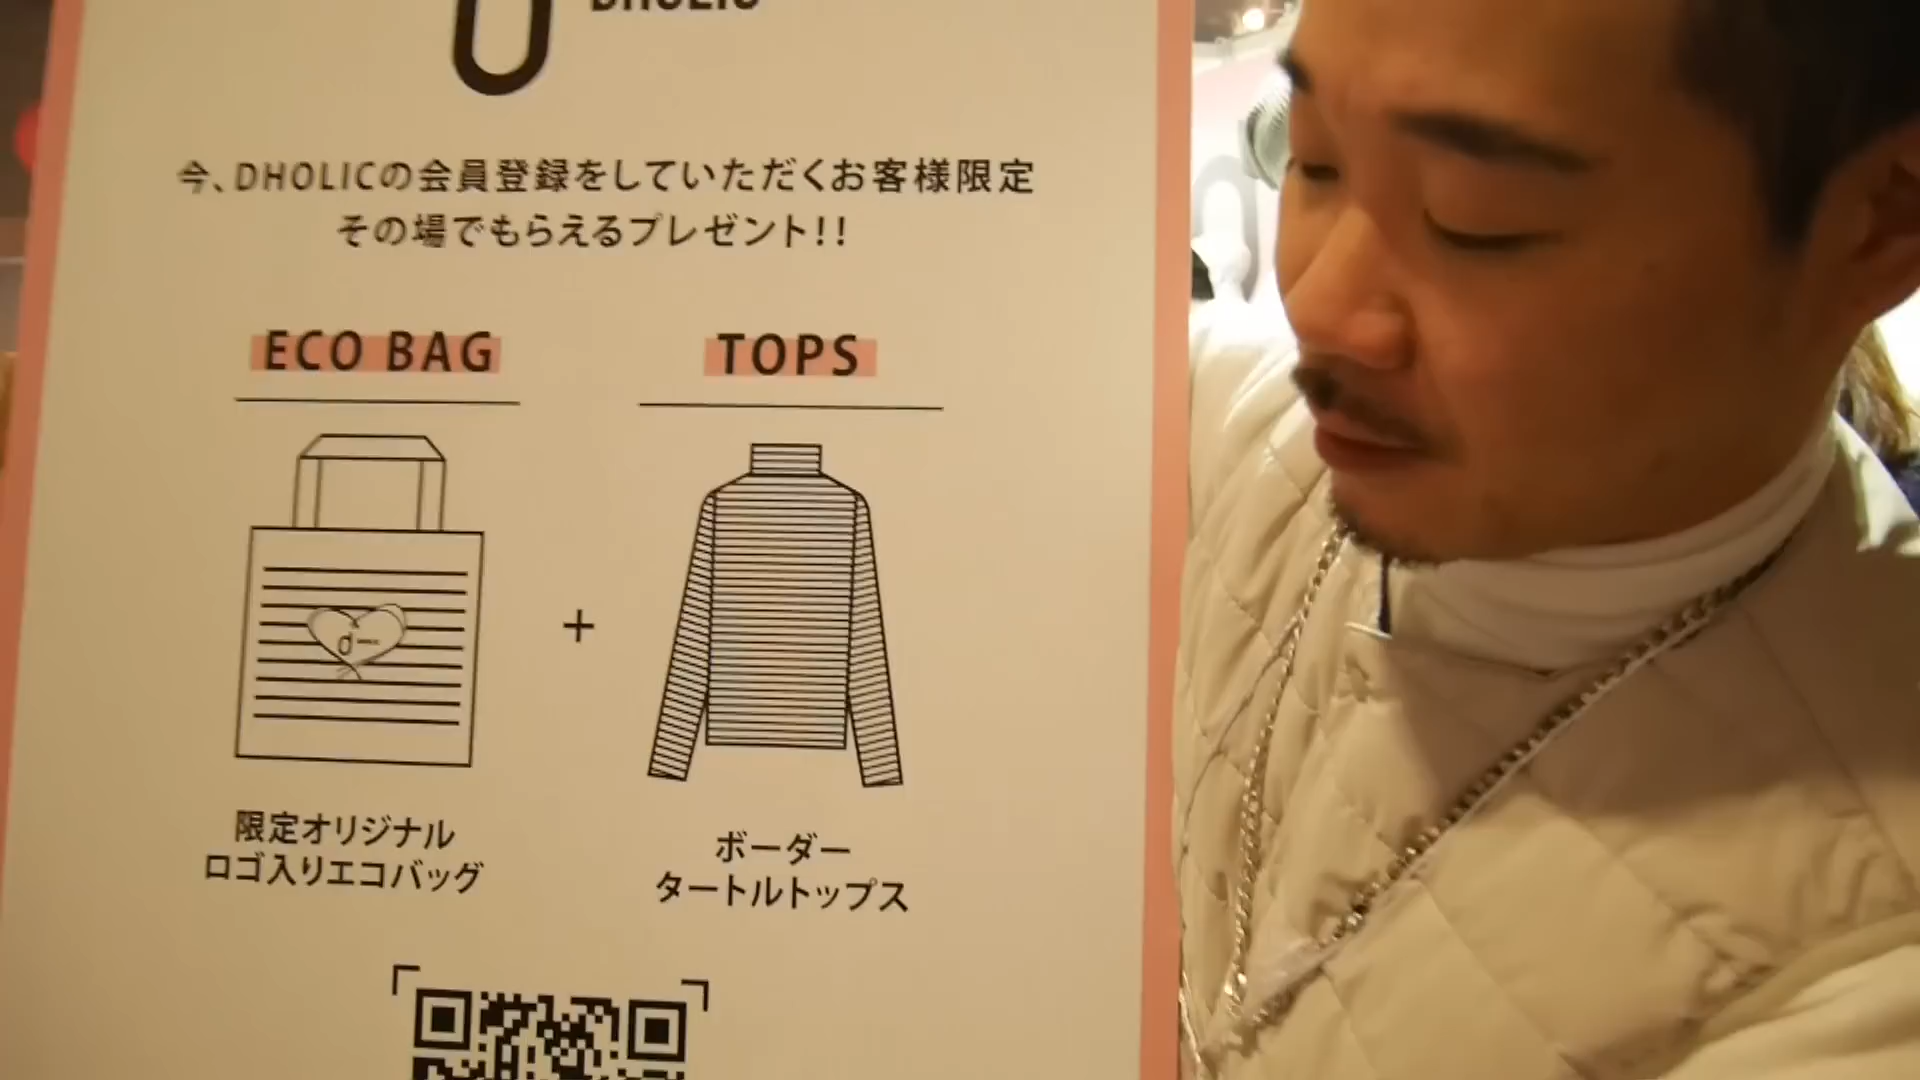 DHOLIC
今、DHOLICの会員登録をしていただくお客様限定
その場でもらえるプレゼント!!
ECO BAG
TOPS
d
+
限定オリジナル
ロゴ入りエコバッグ
ボーダー
タートルトップス